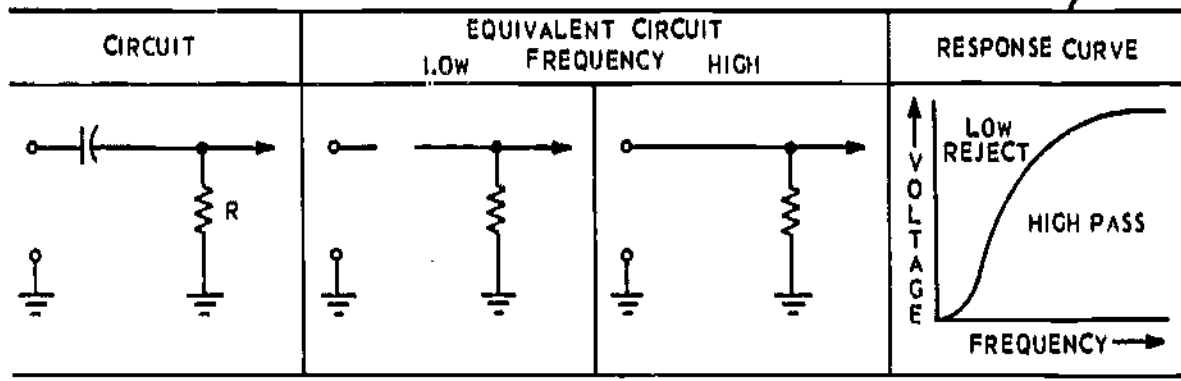 CIRCUIT
EQUIVALENT CIRCUIT
FREQUENCY
LOW
HIGH
RESPONSE CURVE
R
VOLTAGE
LOW
REJECT
HIGH PASS
FREQUENCY